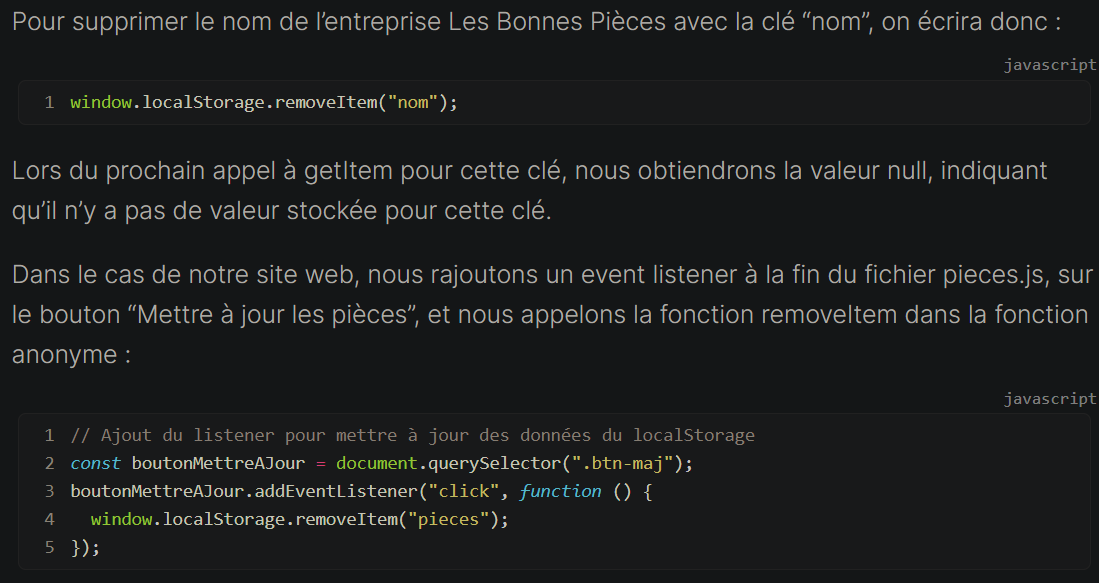 Pour supprimer le nom de l’entreprise Les Bonnes Pièces avec la clé “nom”, on écrira donc :
javascript
1 window.localStorage.removeItem("nom");
Lors du prochain appel à getItem pour cette clé, nous obtiendrons la valeur null, indiquant
qu’il n’y a pas de valeur stockée pour cette clé.
Dans le cas de notre site web, nous rajoutons un event listener à la fin du fichier pieces.js, sur
le bouton “Mettre à jour les pièces”, et nous appelons la fonction removeItem dans la fonction
anonyme :
javascript
1 // Ajout du listener pour mettre à jour des données du localStorage
2 const boutonMettreAJour = document.querySelector(".btn-maj");
3 boutonMettreAJour.addEventListener("click", function () {
4   window.localStorage.removeItem("pieces");
5 });